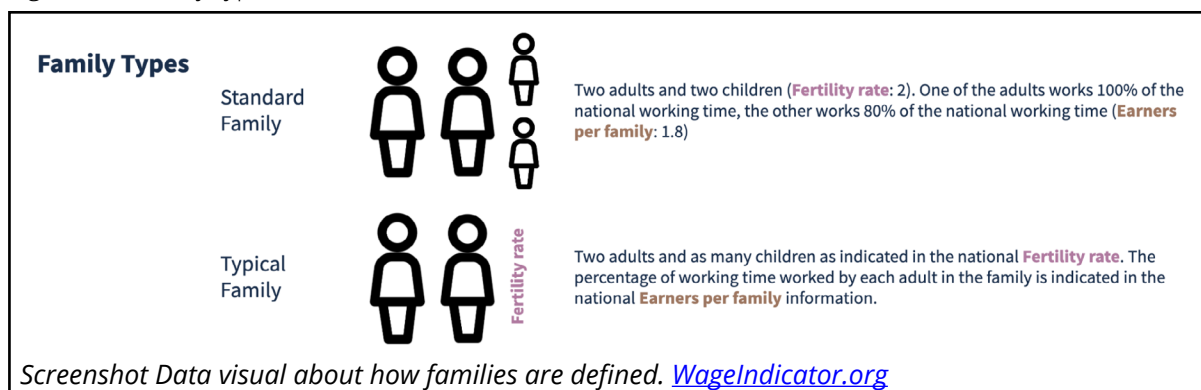 Family Types
Standard
Family
Two adults and two children (Fertility rate: 2). One of the adults works 100% of the
national working time, the other works 80% of the national working time (Earners
per family: 1.8)
Typical
Family
Fertility rate
Two adults and as many children as indicated in the national Fertility rate. The
percentage of working time worked by each adult in the family is indicated in the
national Earners per family information.
Screenshot Data visual about how families are defined. WageIndicator.org